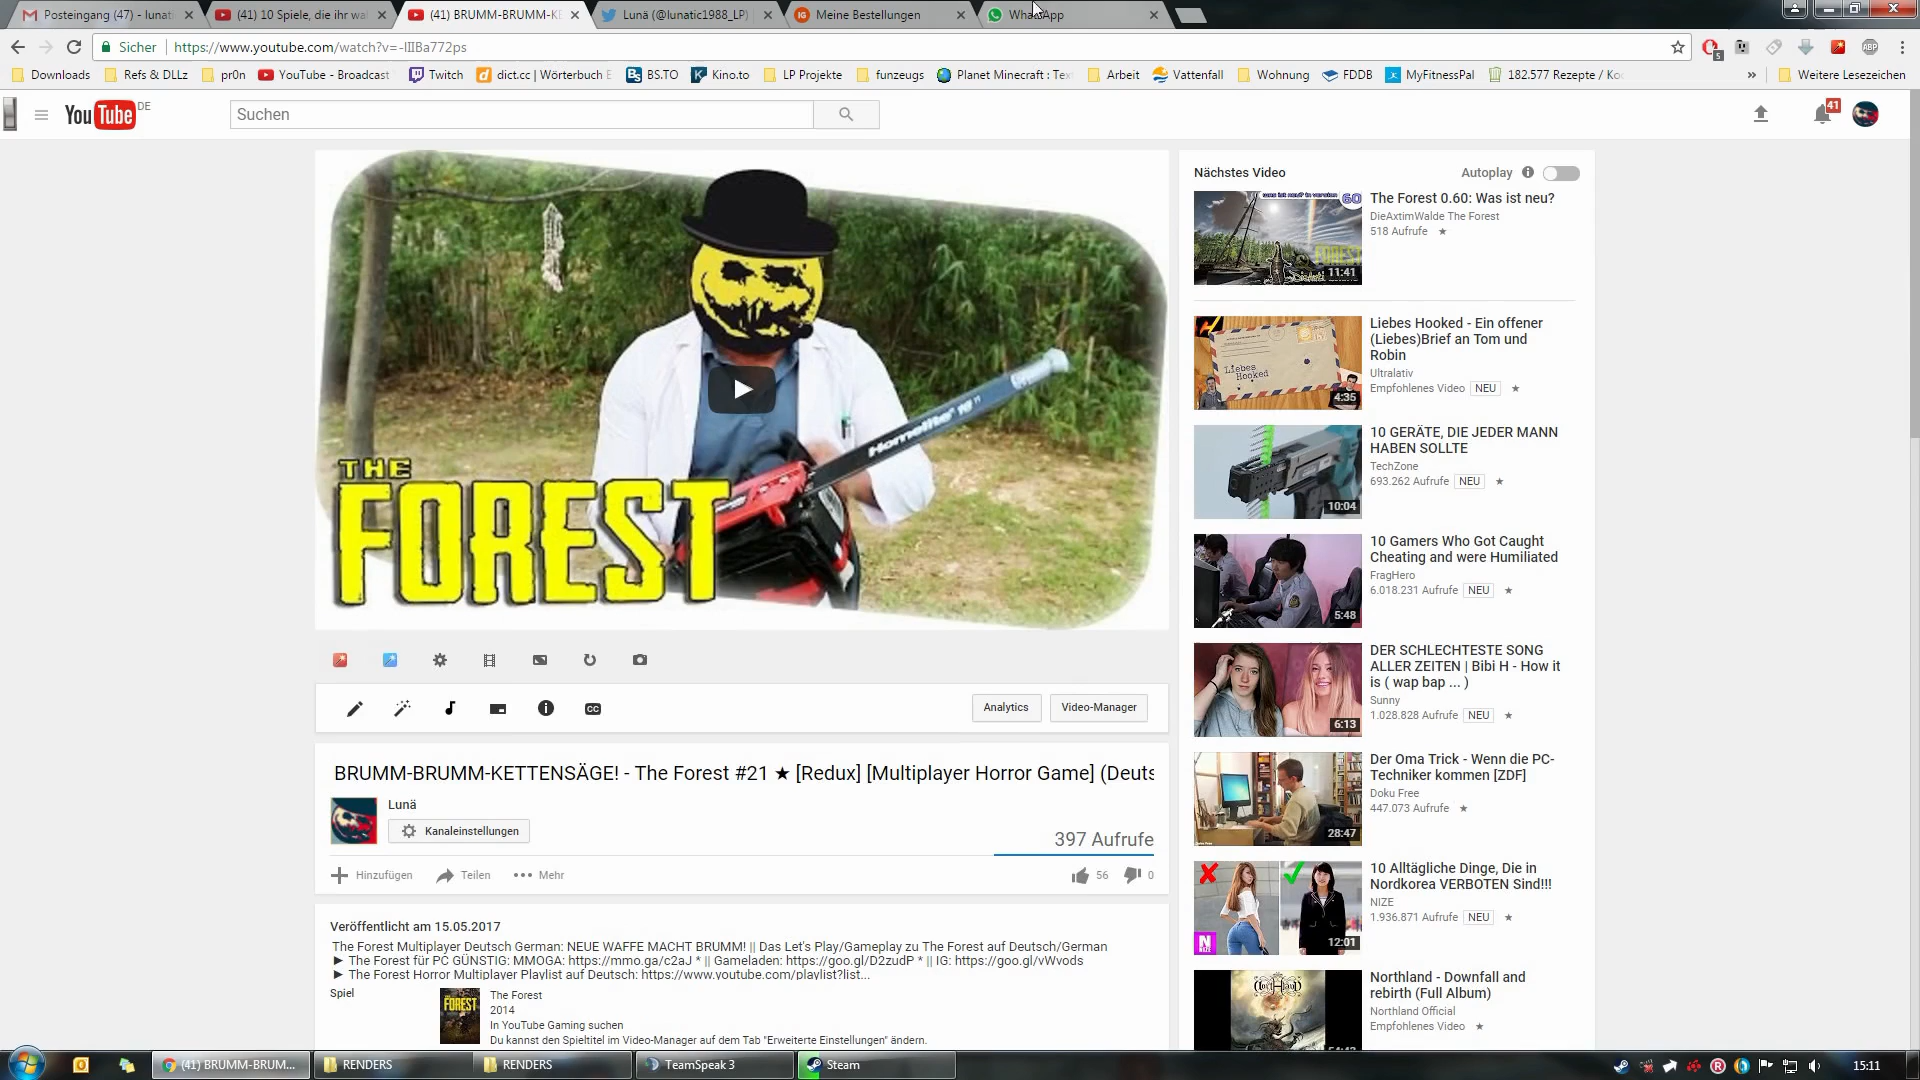 Posteingang (47) - lunat
(41) 10 Spiele, die ihr wa
(41) BRUMM-BRUMM-KE
Lunä (@lunatic1988_LP)
Meine Bestellungen
WhatsApp
Sicher
https://www.youtube.com/watch?v=-lIIBa772ps
Downloads
Refs & DLLz
pr0n
YouTube - Broadcast
Twitch
dict.cc | Wörterbuch E
BS.TO
Kino.to
LP Projekte
funzeugs
Planet Minecraft : Tex
Arbeit
Vattenfall
Wohnung
FDDB
MyFitnessPal
182.577 Rezepte / Ko
»
Weitere Lesezeichen
YouTube DE
Suchen
41
THE
FOREST
Homelite
Nächstes Video
Autoplay
The Forest 0.60: Was ist neu?
DieAxtimWalde The Forest
518 Aufrufe ★
60
11:41
Liebes Hooked - Ein offener
(Liebes)Brief an Tom und
Robin
Ultralativ
Empfohlenes Video NEU ★
Liebes
Hooked
4:35
10 GERÄTE, DIE JEDER MANN
HABEN SOLLTE
TechZone
693.262 Aufrufe NEU ★
10:04
10 Gamers Who Got Caught
Cheating and were Humiliated
FragHero
6.018.231 Aufrufe NEU ★
5:48
DER SCHLECHTESTE SONG
ALLER ZEITEN | Bibi H - How it
is ( wap bap ... )
Sunny
1.028.828 Aufrufe NEU ★
6:13
Der Oma Trick - Wenn die PC-
Techniker kommen [ZDF]
Doku Free
447.073 Aufrufe ★
28:47
10 Alltägliche Dinge, Die in
Nordkorea VERBOTEN Sind!!!
NIZE
1.936.871 Aufrufe NEU ★
12:01
Northland - Downfall and
rebirth (Full Album)
Northland Official
Empfohlenes Video ★
Analytics
Video-Manager
BRUMM-BRUMM-KETTENSÄGE! - The Forest #21 ★ [Redux] [Multiplayer Horror Game] (Deuts
Lunä
Kanaleinstellungen
397 Aufrufe
Hinzufügen
Teilen
Mehr
56
0
Veröffentlicht am 15.05.2017
The Forest Multiplayer Deutsch German: NEUE WAFFE MACHT BRUMM! || Das Let's Play/Gameplay zu The Forest auf Deutsch/German
► The Forest für PC GÜNSTIG: MMOGA: https://mmo.ga/c2aJ * || Gameladen: https://goo.gl/D2zudP * || IG: https://goo.gl/vWvods
► The Forest Horror Multiplayer Playlist auf Deutsch: https://www.youtube.com/playlist?list...
Spiel
FOREST
The Forest
2014
In YouTube Gaming suchen
Du kannst den Spieltitel im Video-Manager auf dem Tab "Erweiterte Einstellungen" ändern.
(41) BRUMM-BRUM...
RENDERS
RENDERS
TeamSpeak 3
Steam
15:11